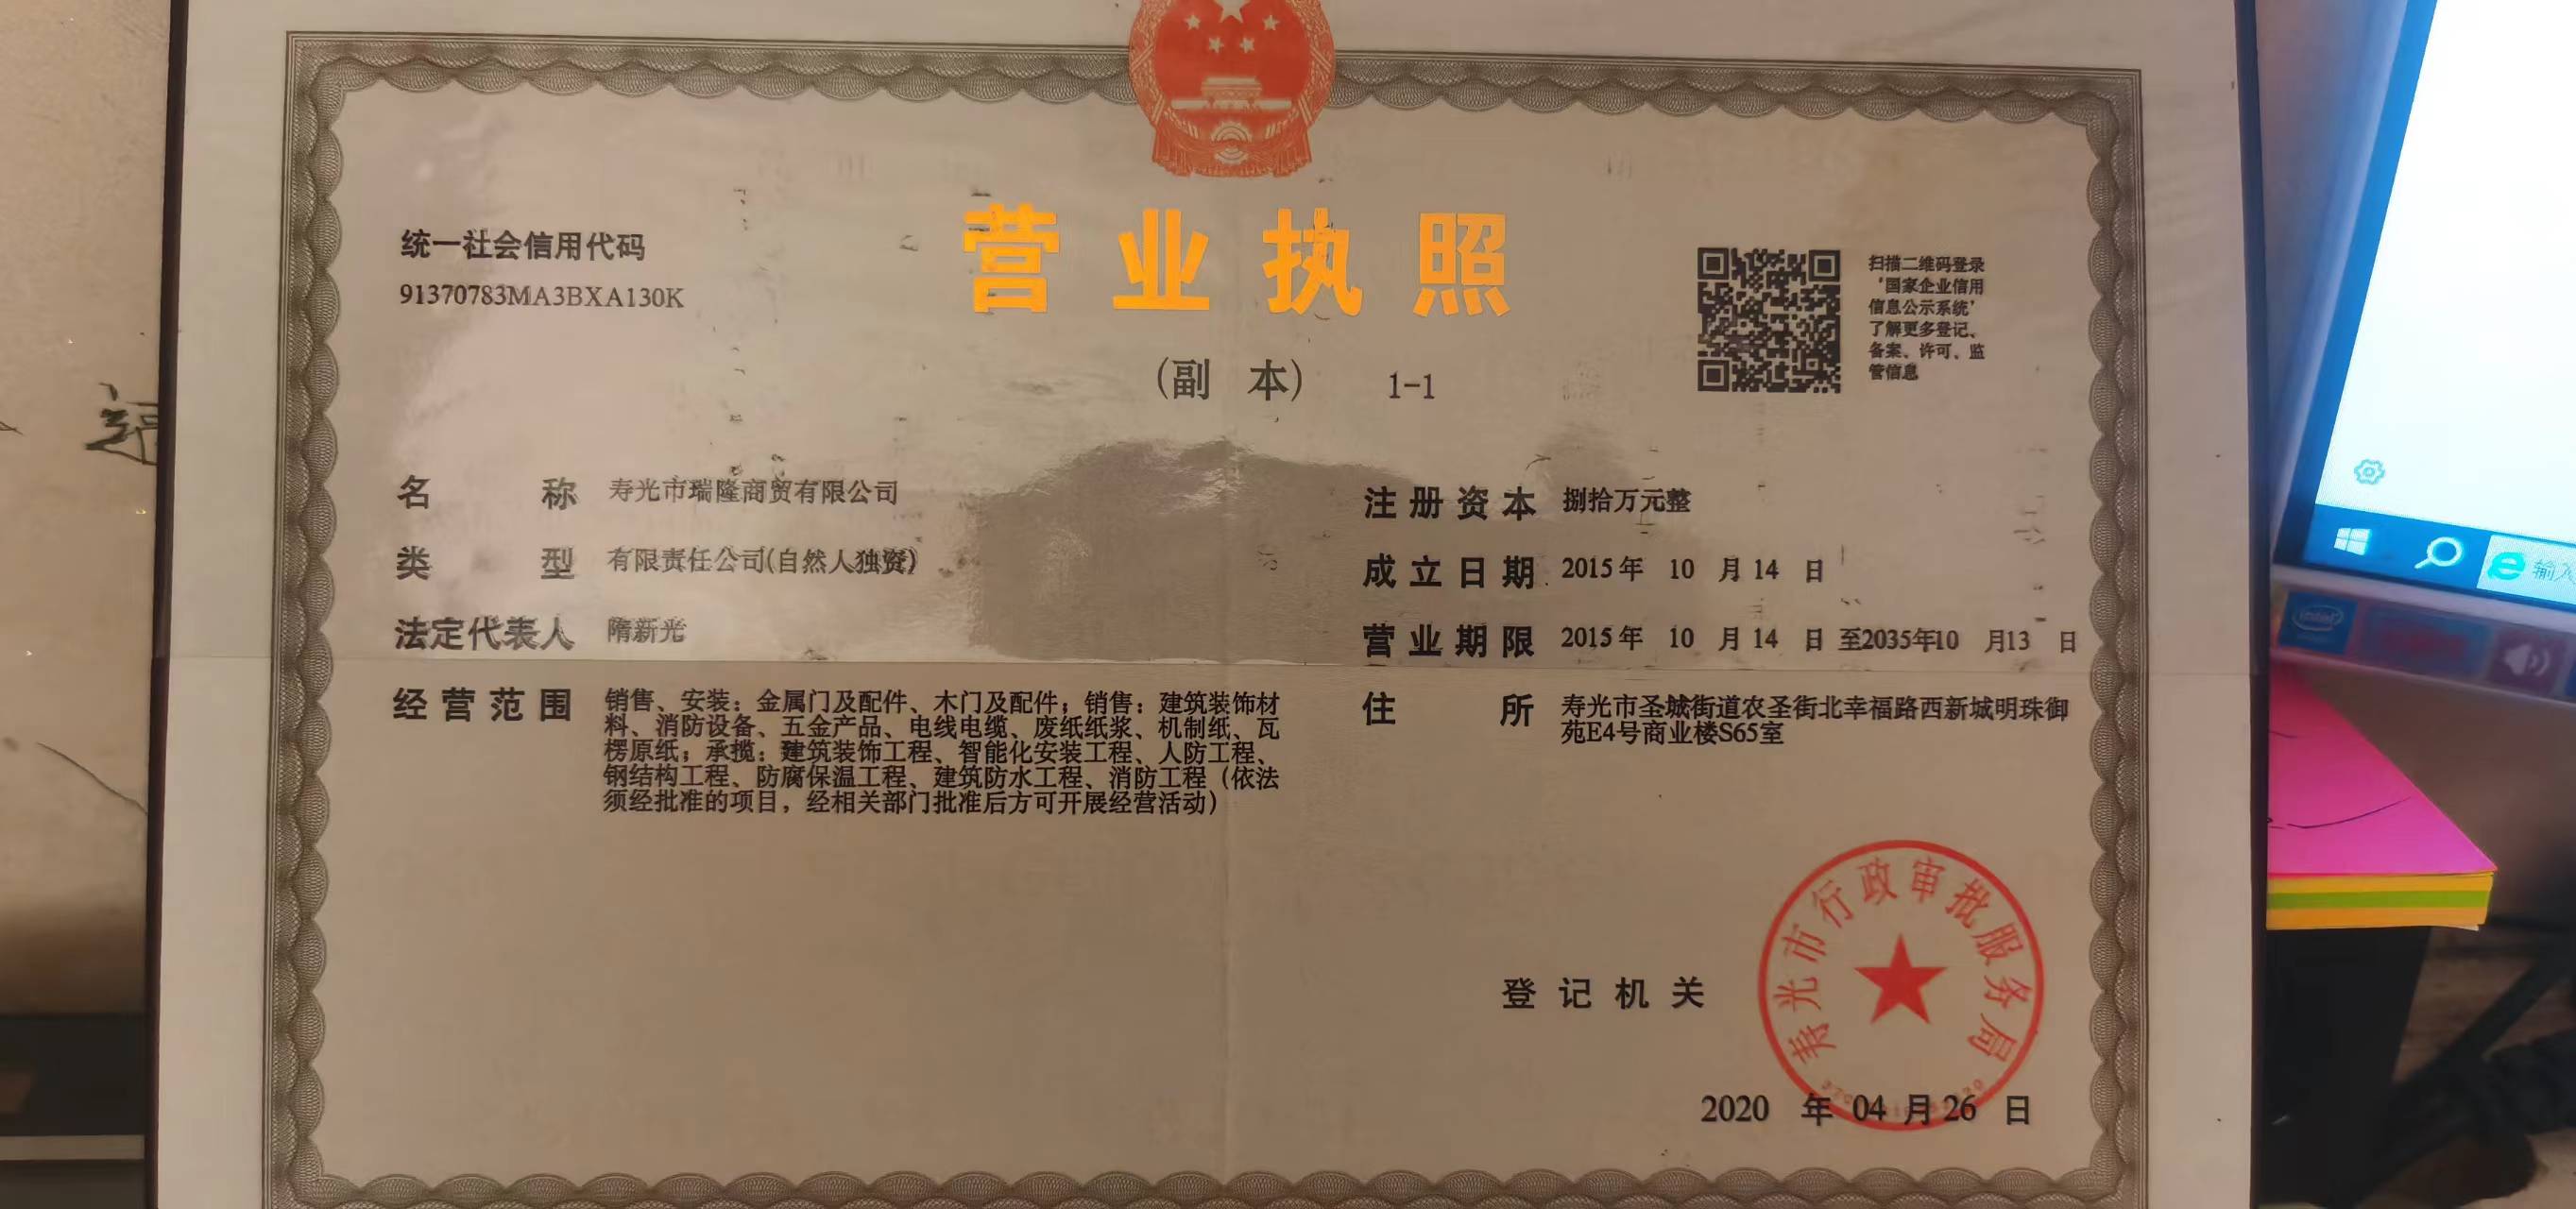 营业执照
(副 本) 1-1
统一社会信用代码
91370783MA3BXA130K
扫描二维码登录
'国家企业信用
信息公示系统'
了解更多登记、
备案、许可、监
管信息
名 称 寿光市瑞隆商贸有限公司
类 型 有限责任公司(自然人独资)
法定代表人 隋新光
经营范围 销售、安装：金属门及配件、木门及配件；销售：建筑装饰材
料、消防设备、五金产品、电线电缆、废纸纸浆、机制纸、瓦
楞原纸；承揽：建筑装饰工程、智能化安装工程、人防工程、
钢结构工程、防腐保温工程、建筑防水工程、消防工程（依法
须经批准的项目，经相关部门批准后方可开展经营活动）
注册资本 捌拾万元整
成立日期 2015年 10 月 14 日
营业期限 2015年 10 月 14 日 至2035年10 月13 日
住 所 寿光市圣城街道农圣街北幸福路西新城明珠御
苑E4号商业楼S65室
登记机关
寿光市行政审批服务局
2020 年 04 月 26 日
intel
输入